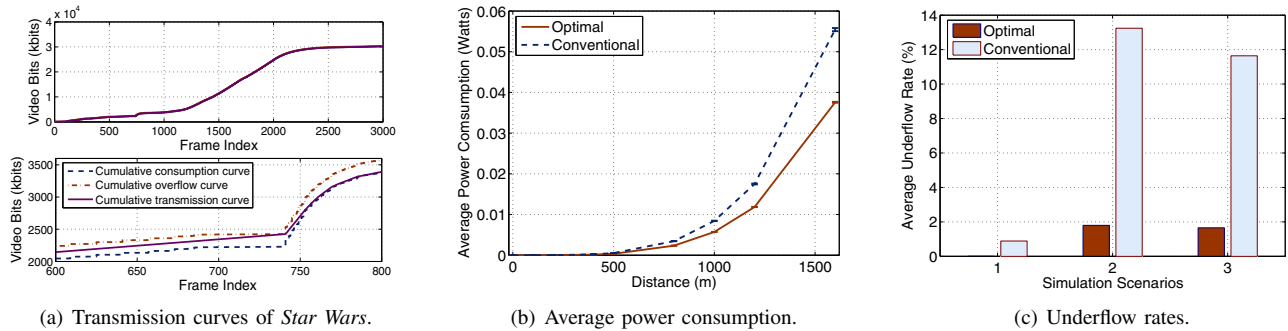 x 10⁴
4
3
2
1
0
Video Bits (kbits)
0 500 1000 1500 2000 2500 3000
Frame Index
3500
3000
2500
2000
Video Bits (kbits)
Cumulative consumption curve
Cumulative overflow curve
Cumulative transmission curve
600 650 700 750 800
Frame Index
(a) Transmission curves of Star Wars.
0.06
0.05
0.04
0.03
0.02
0.01
0
Average Power Comsumption (Watts)
Optimal
Conventional
0 500 1000 1500
Distance (m)
(b) Average power consumption.
14
12
10
8
6
4
2
0
Average Underflow Rate (%)
Optimal
Conventional
1 2 3
Simulation Scenarios
(c) Underflow rates.